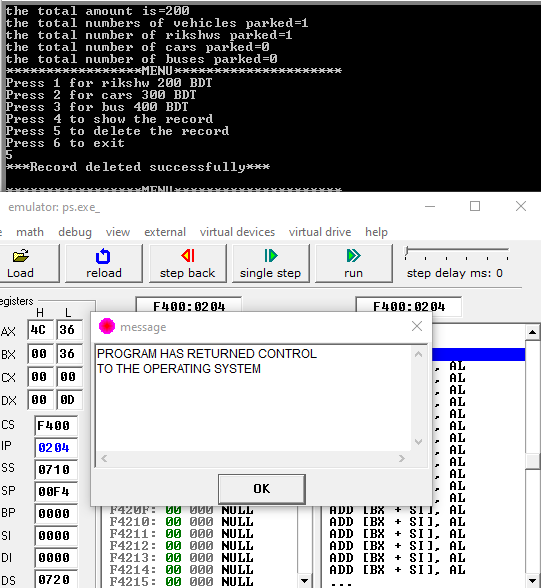 the total amount is=200
the total numbers of vehicles parked=1
the total number of rikshws parked=1
the total number of cars parked=0
the total number of buses parked=0
*****************MENU*********************
Press 1 for rikshw 200 BDT
Press 2 for cars 300 BDT
Press 3 for bus 400 BDT
Press 4 to show the record
Press 5 to delete the record
Press 6 to exit
5
***Record deleted successfully***
*****************MENU*********************
emulator: ps.exe_
math debug view external virtual devices virtual drive help
Load reload step back single step run step delay ms: 0
egisters
H L
F400:0204 F400:0204
AX 4C 36
BX 00 36
CX 00 00
DX 00 0D
CS F400
IP 0204
SS 0710
SP 00F4
BP 0000
SI 0000
DI 0000
DS 0720
message
PROGRAM HAS RETURNED CONTROL
TO THE OPERATING SYSTEM
OK
, AL
, AL
, AL
, AL
, AL
, AL
, AL
, AL
, AL
, AL
, AL
, AL
F420F: 00 000 NULL ADD [BX + SI], AL
F4210: 00 000 NULL ADD [BX + SI], AL
F4211: 00 000 NULL ADD [BX + SI], AL
F4212: 00 000 NULL ADD [BX + SI], AL
F4213: 00 000 NULL ADD [BX + SI], AL
F4214: 00 000 NULL ADD [BX + SI], AL
F4215: 00 000 NULL ...